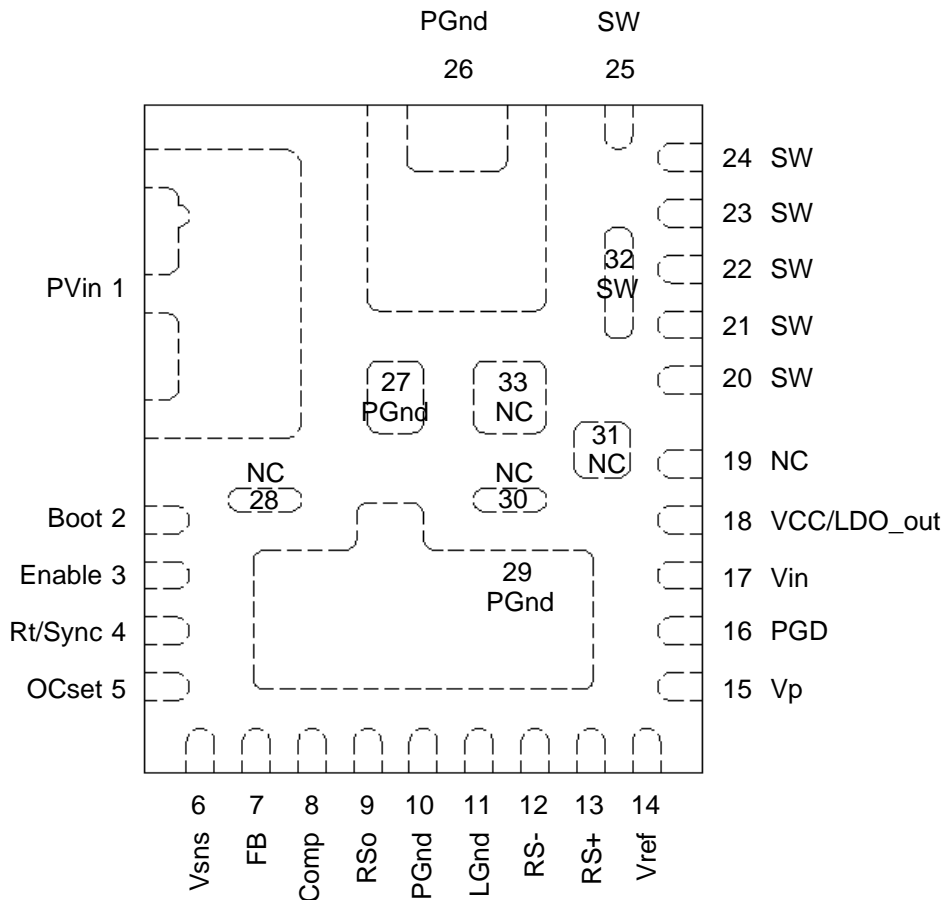 PGnd SW
26 25
24 SW
23 SW
22 SW
32
SW
PVin 1
21 SW
20 SW
27
PGnd
33
NC
31
NC
19 NC
NC
28
NC
30
Boot 2
18 VCC/LDO_out
Enable 3
29
PGnd
17 Vin
Rt/Sync 4
16 PGD
OCset 5
15 Vp
6 7 8 9 10 11 12 13 14
Vsns
FB
Comp
RSo
PGnd
LGnd
RS-
RS+
Vref